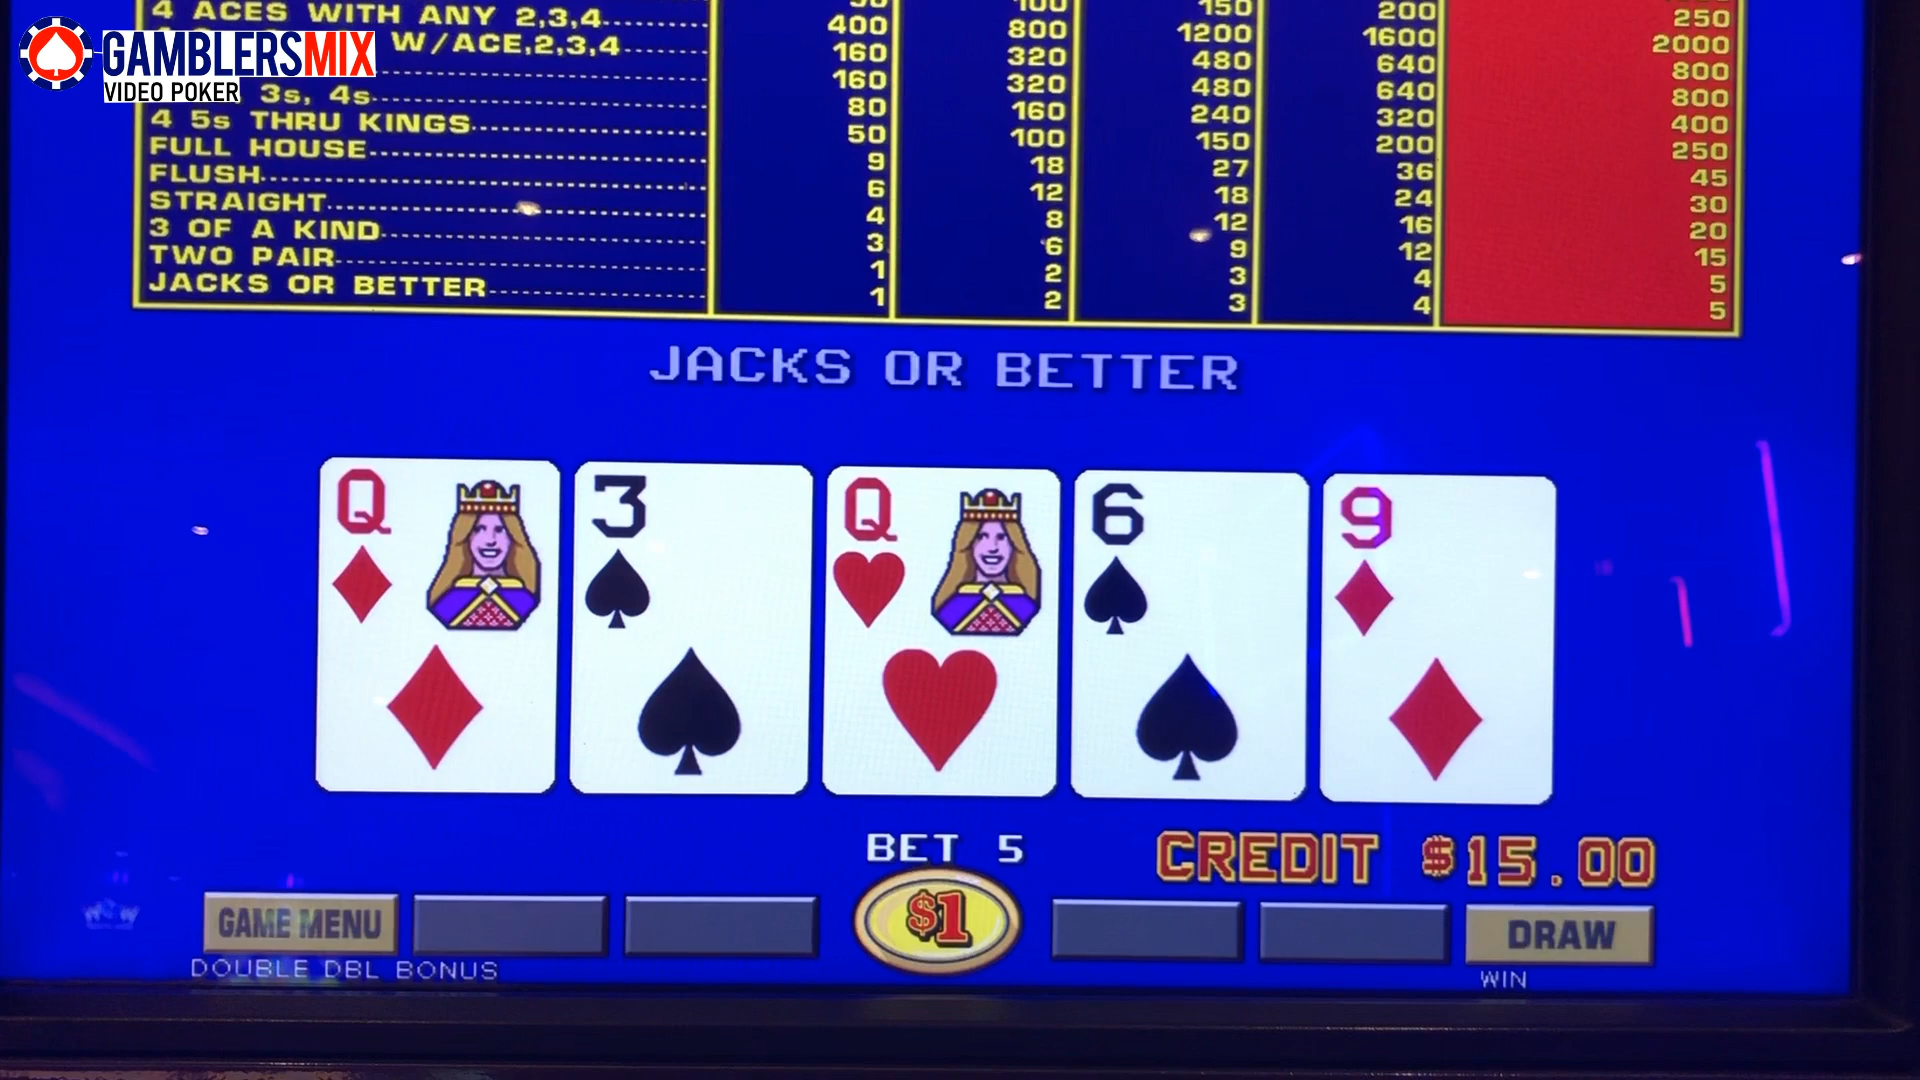 4 ACES WITH ANY 2,3,4 100 150 200 250
W/ACE,2,3,4 400 800 1200 1600 2000
160 320 480 640 800
3s, 4s 160 320 480 640 800
4 5s THRU KINGS 80 160 240 320 400
FULL HOUSE 50 100 150 200 250
FLUSH 9 18 27 36 45
STRAIGHT 6 12 18 24 30
3 OF A KIND 4 8 12 16 20
TWO PAIR 3 6 9 12 15
JACKS OR BETTER 1 2 3 4 5
1 2 3 4 5
GAMBLERSMIX
VIDEO POKER
JACKS OR BETTER
Q 3 Q 6 9
BET 5 CREDIT $15.00
GAME MENU $1 DRAW
DOUBLE DBL BONUS WIN